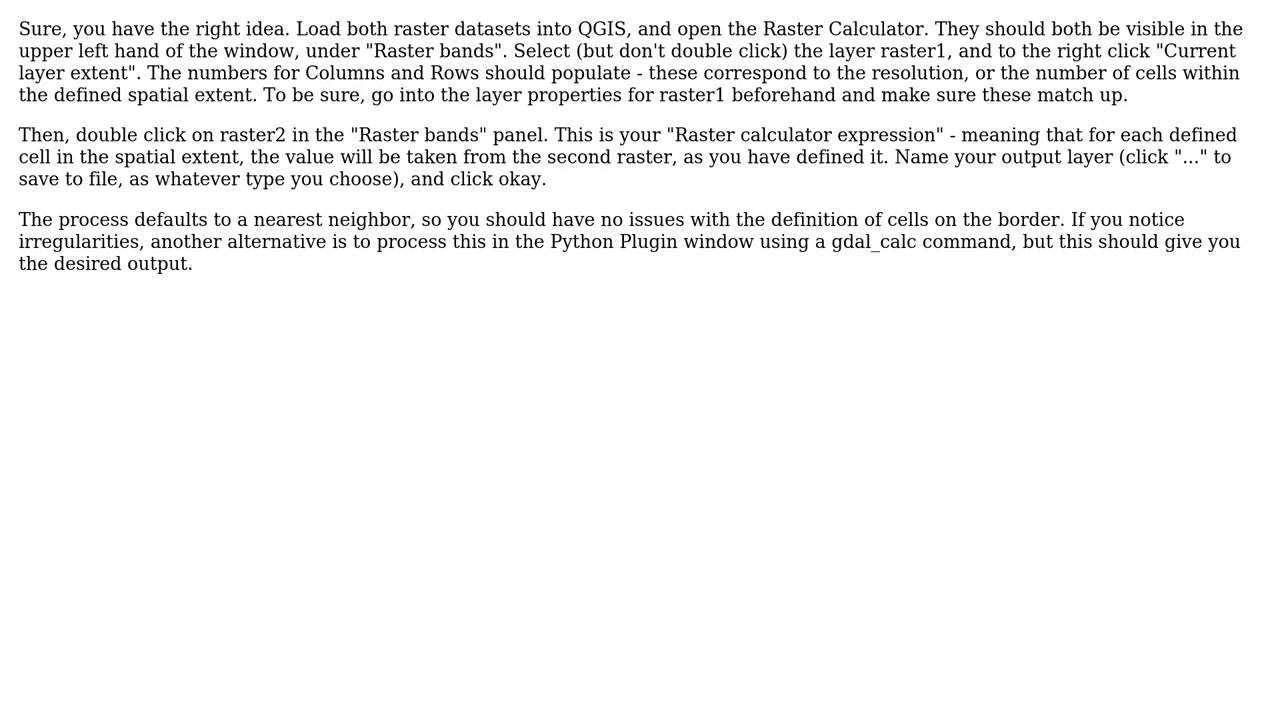 Sure, you have the right idea. Load both raster datasets into QGIS, and open the Raster Calculator. They should both be visible in the
upper left hand of the window, under "Raster bands". Select (but don't double click) the layer raster1, and to the right click "Current
layer extent". The numbers for Columns and Rows should populate - these correspond to the resolution, or the number of cells within
the defined spatial extent. To be sure, go into the layer properties for raster1 beforehand and make sure these match up.
Then, double click on raster2 in the "Raster bands" panel. This is your "Raster calculator expression" - meaning that for each defined
cell in the spatial extent, the value will be taken from the second raster, as you have defined it. Name your output layer (click "..." to
save to file, as whatever type you choose), and click okay.
The process defaults to a nearest neighbor, so you should have no issues with the definition of cells on the border. If you notice
irregularities, another alternative is to process this in the Python Plugin window using a gdal_calc command, but this should give you
the desired output.